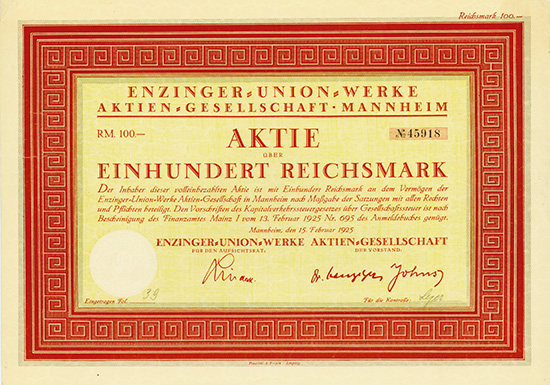 Reichsmark 100.—
ENZINGER=UNION=WERKE
AKTIEN=GESELLSCHAFT·MANNHEIM
RM. 100.— AKTIE № 45918
ÜBER
EINHUNDERT REICHSMARK
Der Inhaber dieser volleinbezahlten Aktie ist mit Einhundert Reichsmark an dem Vermögen der
Enzinger=Union=Werke Aktien=Gesellschaft in Mannheim nach Maßgabe der Satzungen mit allen Rechten
und Pflichten beteiligt. Den Vorschriften des Kapitalverkehrssteuergesetzes über Gesellschaftssteuer ist nach
Bescheinigung des Finanzamtes Mainz I vom 13. Februar 1925 Nr. 695 des Anmeldebuches genügt.
Mannheim, den 15. Februar 1925
ENZINGER=UNION=WERKE AKTIEN=GESELLSCHAFT
FÜR DEN AUFSICHTSRAT: DER VORSTAND:
Eingetragen Fol. 39 Für die Kontrolle: